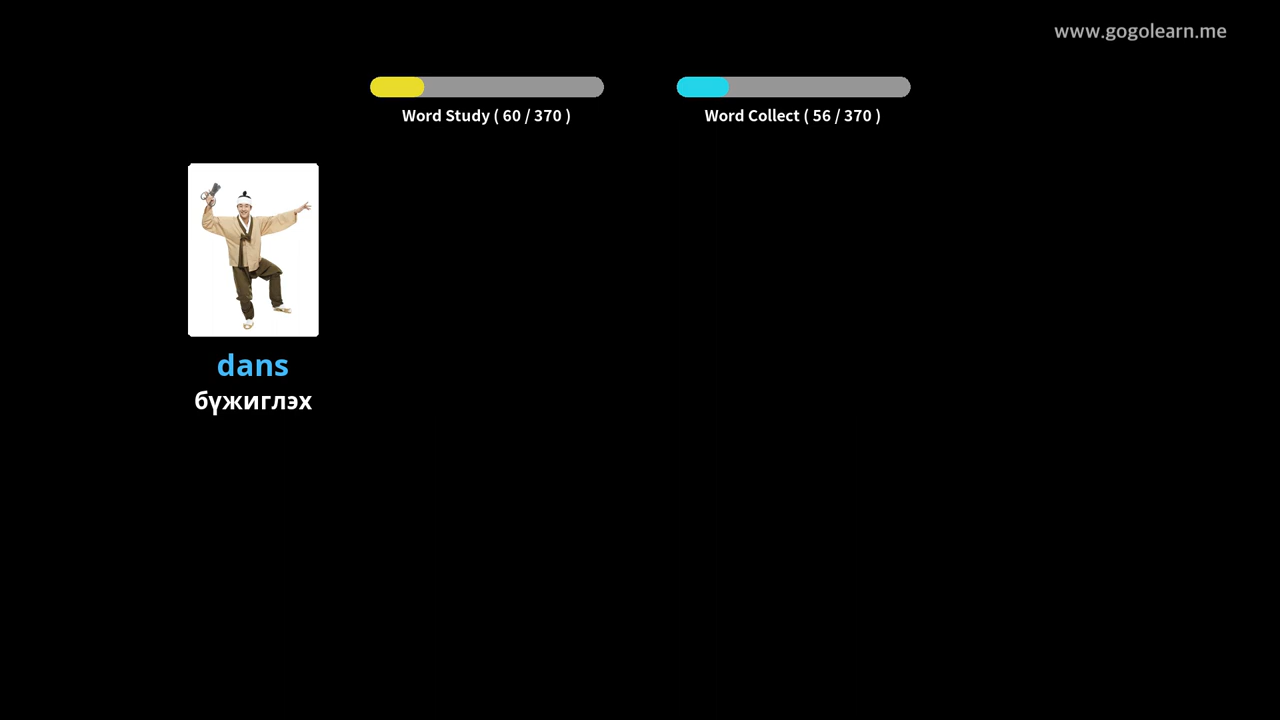 www.gogolearn.me
Word Study ( 60 / 370 )
Word Collect ( 56 / 370 )
dans
бүжиглэх